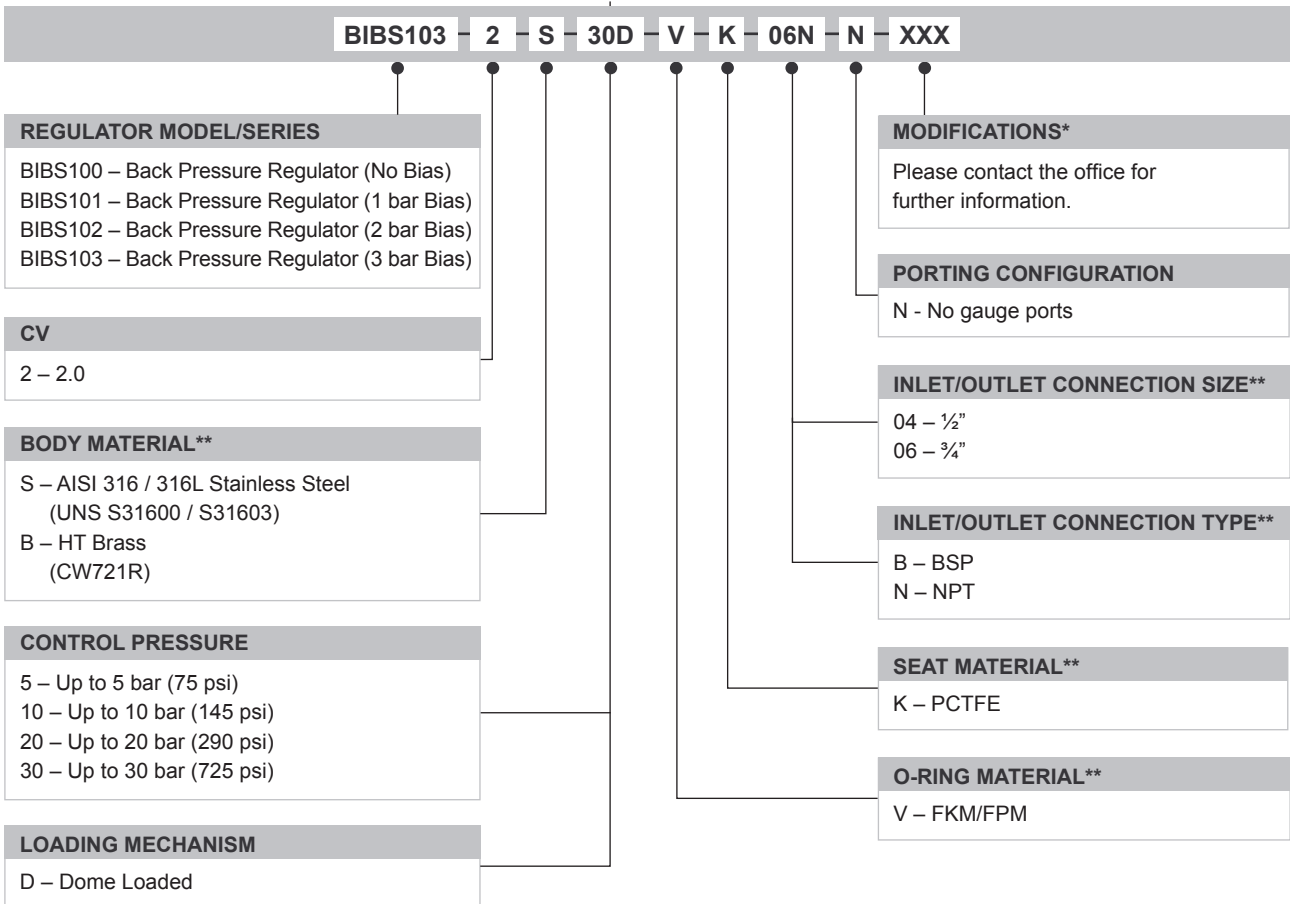 BIBS103 – 2 – S – 30D – V – K – 06N – N – XXX
REGULATOR MODEL/SERIES
BIBS100 – Back Pressure Regulator (No Bias)
BIBS101 – Back Pressure Regulator (1 bar Bias)
BIBS102 – Back Pressure Regulator (2 bar Bias)
BIBS103 – Back Pressure Regulator (3 bar Bias)
CV
2 – 2.0
BODY MATERIAL**
S – AISI 316 / 316L Stainless Steel
(UNS S31600 / S31603)
B – HT Brass
(CW721R)
CONTROL PRESSURE
5 – Up to 5 bar (75 psi)
10 – Up to 10 bar (145 psi)
20 – Up to 20 bar (290 psi)
30 – Up to 30 bar (725 psi)
LOADING MECHANISM
D – Dome Loaded
MODIFICATIONS*
Please contact the office for
further information.
PORTING CONFIGURATION
N - No gauge ports
INLET/OUTLET CONNECTION SIZE**
04 – ½”
06 – ¾”
INLET/OUTLET CONNECTION TYPE**
B – BSP
N – NPT
SEAT MATERIAL**
K – PCTFE
O-RING MATERIAL**
V – FKM/FPM